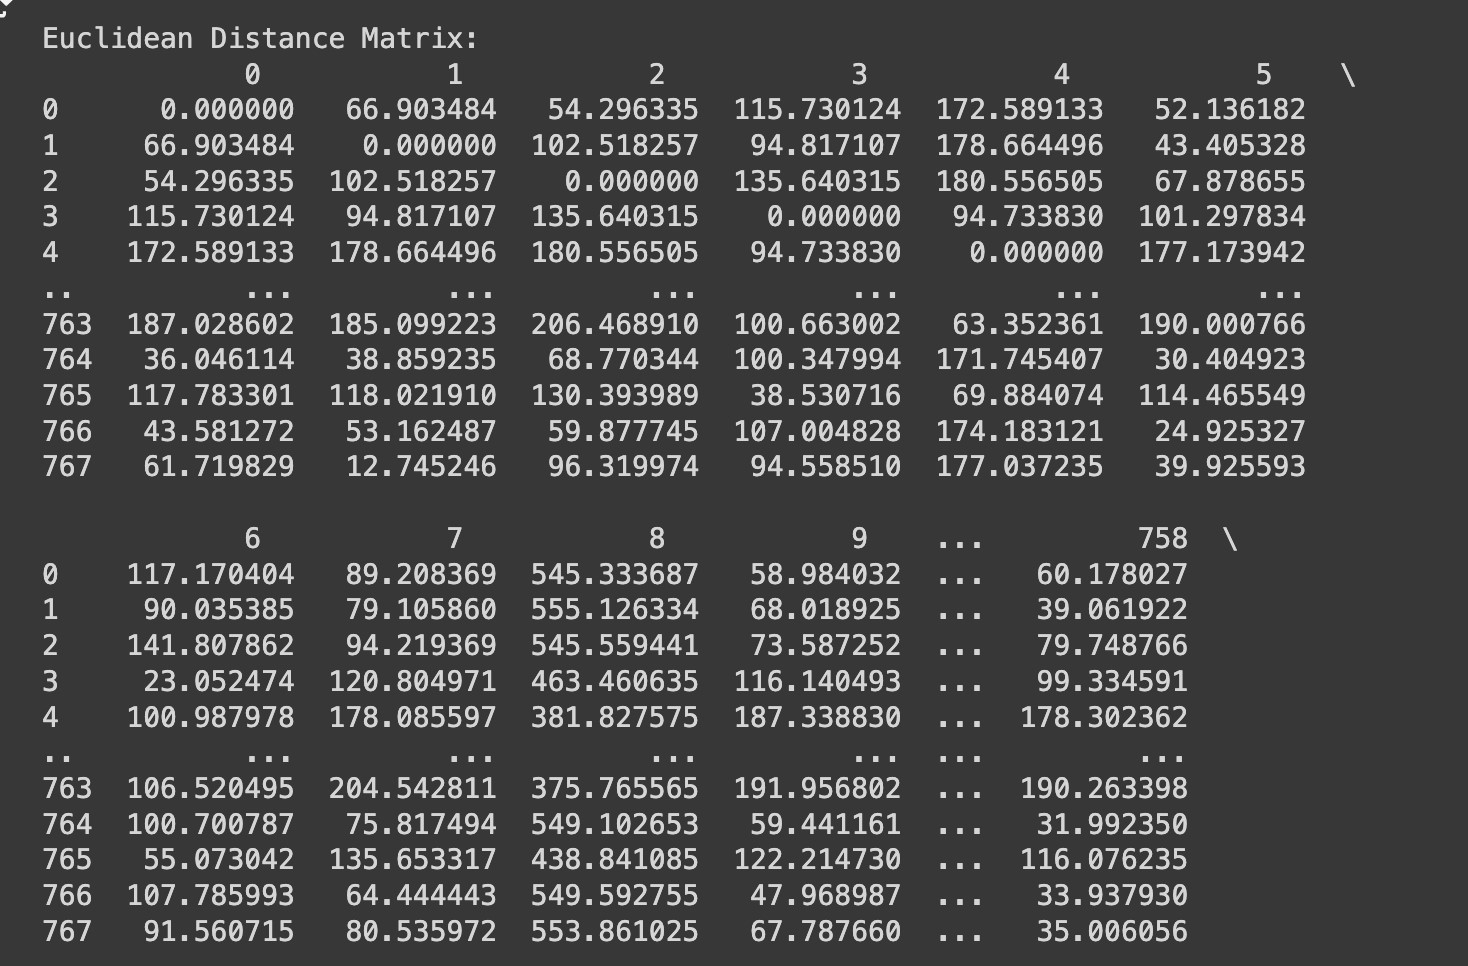 Euclidean Distance Matrix:
            0           1           2           3           4           5    \
0      0.000000   66.903484   54.296335  115.730124  172.589133   52.136182
1     66.903484    0.000000  102.518257   94.817107  178.664496   43.405328
2     54.296335  102.518257    0.000000  135.640315  180.556505   67.878655
3    115.730124   94.817107  135.640315    0.000000   94.733830  101.297834
4    172.589133  178.664496  180.556505   94.733830    0.000000  177.173942
..          ...         ...         ...         ...         ...         ...
763  187.028602  185.099223  206.468910  100.663002   63.352361  190.000766
764   36.046114   38.859235   68.770344  100.347994  171.745407   30.404923
765  117.783301  118.021910  130.393989   38.530716   69.884074  114.465549
766   43.581272   53.162487   59.877745  107.004828  174.183121   24.925327
767   61.719829   12.745246   96.319974   94.558510  177.037235   39.925593
            6           7           8           9    ...         758  \
0    117.170404   89.208369  545.333687   58.984032  ...   60.178027
1     90.035385   79.105860  555.126334   68.018925  ...   39.061922
2    141.807862   94.219369  545.559441   73.587252  ...   79.748766
3     23.052474  120.804971  463.460635  116.140493  ...   99.334591
4    100.987978  178.085597  381.827575  187.338830  ...  178.302362
..          ...         ...         ...         ...  ...         ...
763  106.520495  204.542811  375.765565  191.956802  ...  190.263398
764  100.700787   75.817494  549.102653   59.441161  ...   31.992350
765   55.073042  135.653317  438.841085  122.214730  ...  116.076235
766  107.785993   64.444443  549.592755   47.968987  ...   33.937930
767   91.560715   80.535972  553.861025   67.787660  ...   35.006056